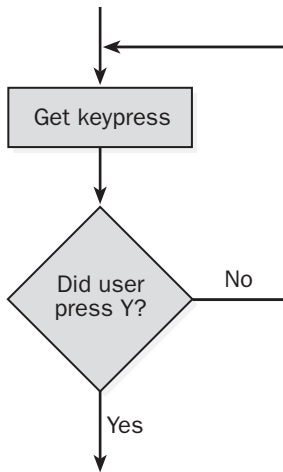 Get keypress
Did user
press Y?
No
Yes